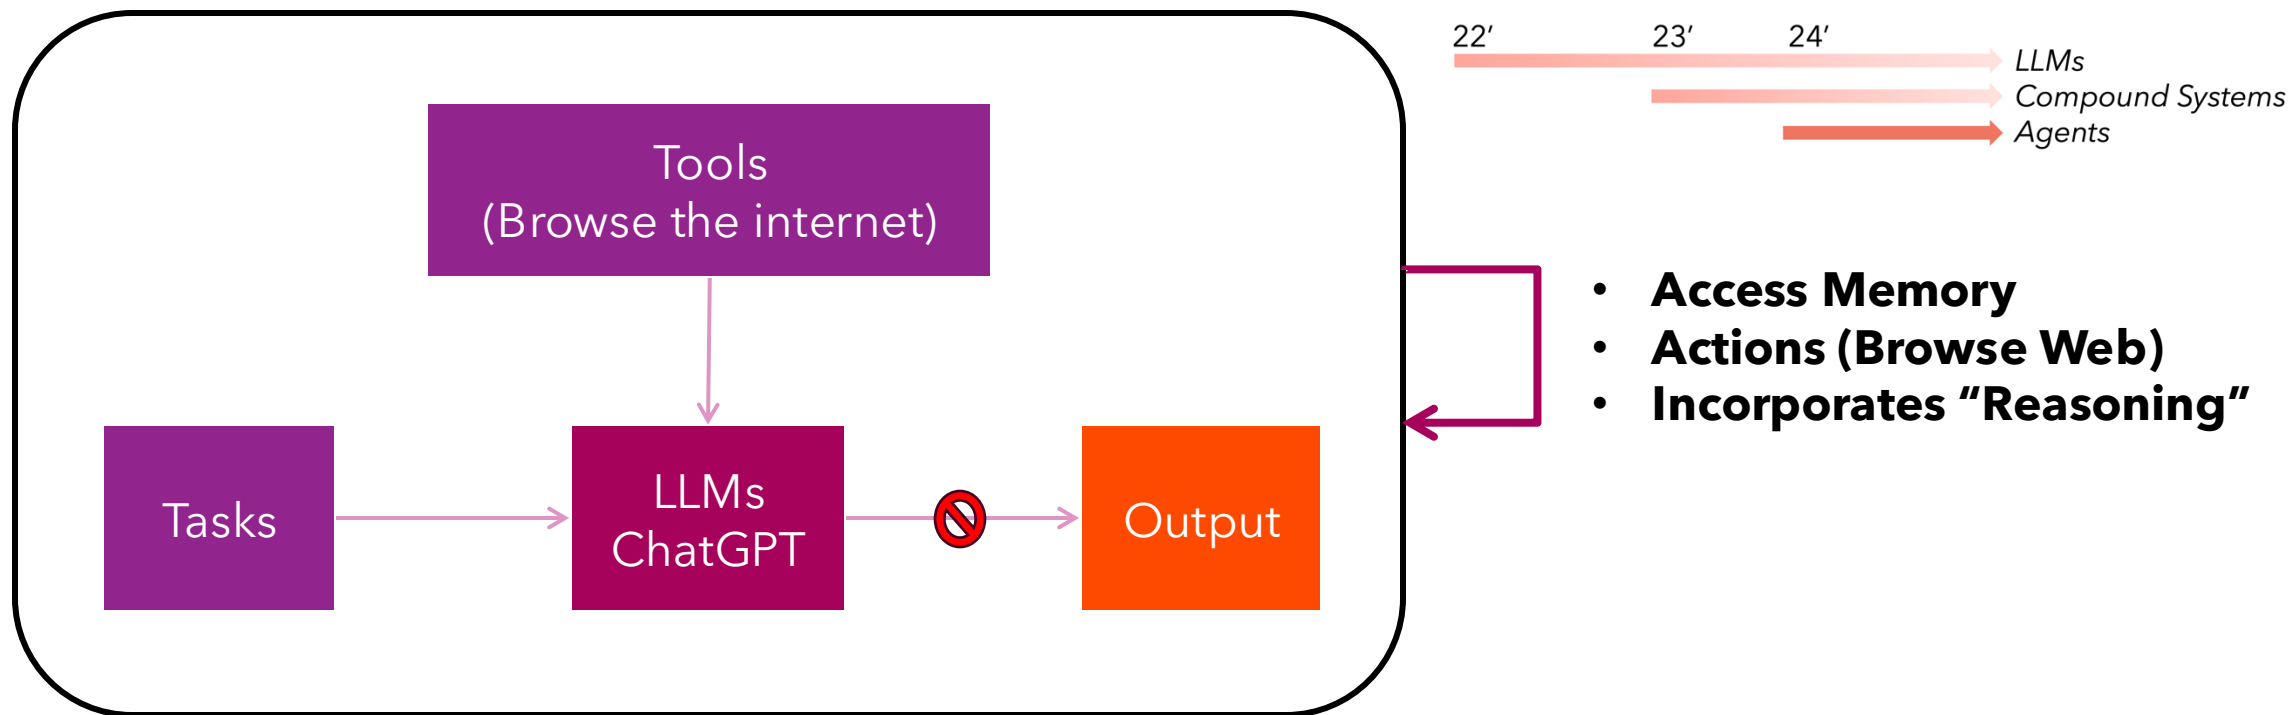 22’ 23’ 24’
LLMs
Compound Systems
Agents
Tools
(Browse the internet)
Tasks
LLMs
ChatGPT
Output
• Access Memory
• Actions (Browse Web)
• Incorporates “Reasoning”